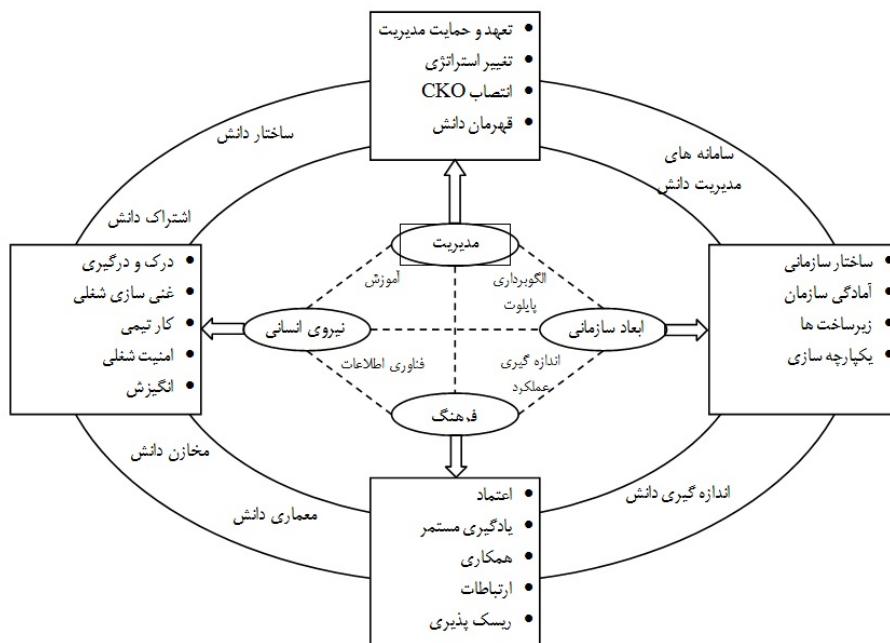 • تعهد و حمایت مدیریت
• تغییر استراتژی
• انتصاب CKO
• قهرمان دانش
سامانه های
مدیریت دانش
ساختار دانش
اشتراک دانش
• ساختار سازمانی
• آمادگی سازمان
• زیرساخت ها
• یکپارچه سازی
مدیریت
الگوبرداری
پایلوت
آموزش
ابعاد سازمانی
نیروی انسانی
اندازه گیری
عملکرد
فناوری اطلاعات
فرهنگ
• درک و درگیری
• غنی سازی شغلی
• کار تیمی
• امنیت شغلی
• انگیزش
اندازه گیری دانش
مخازن دانش
معماری دانش
• اعتماد
• یادگیری مستمر
• همکاری
• ارتباطات
• ریسک پذیری